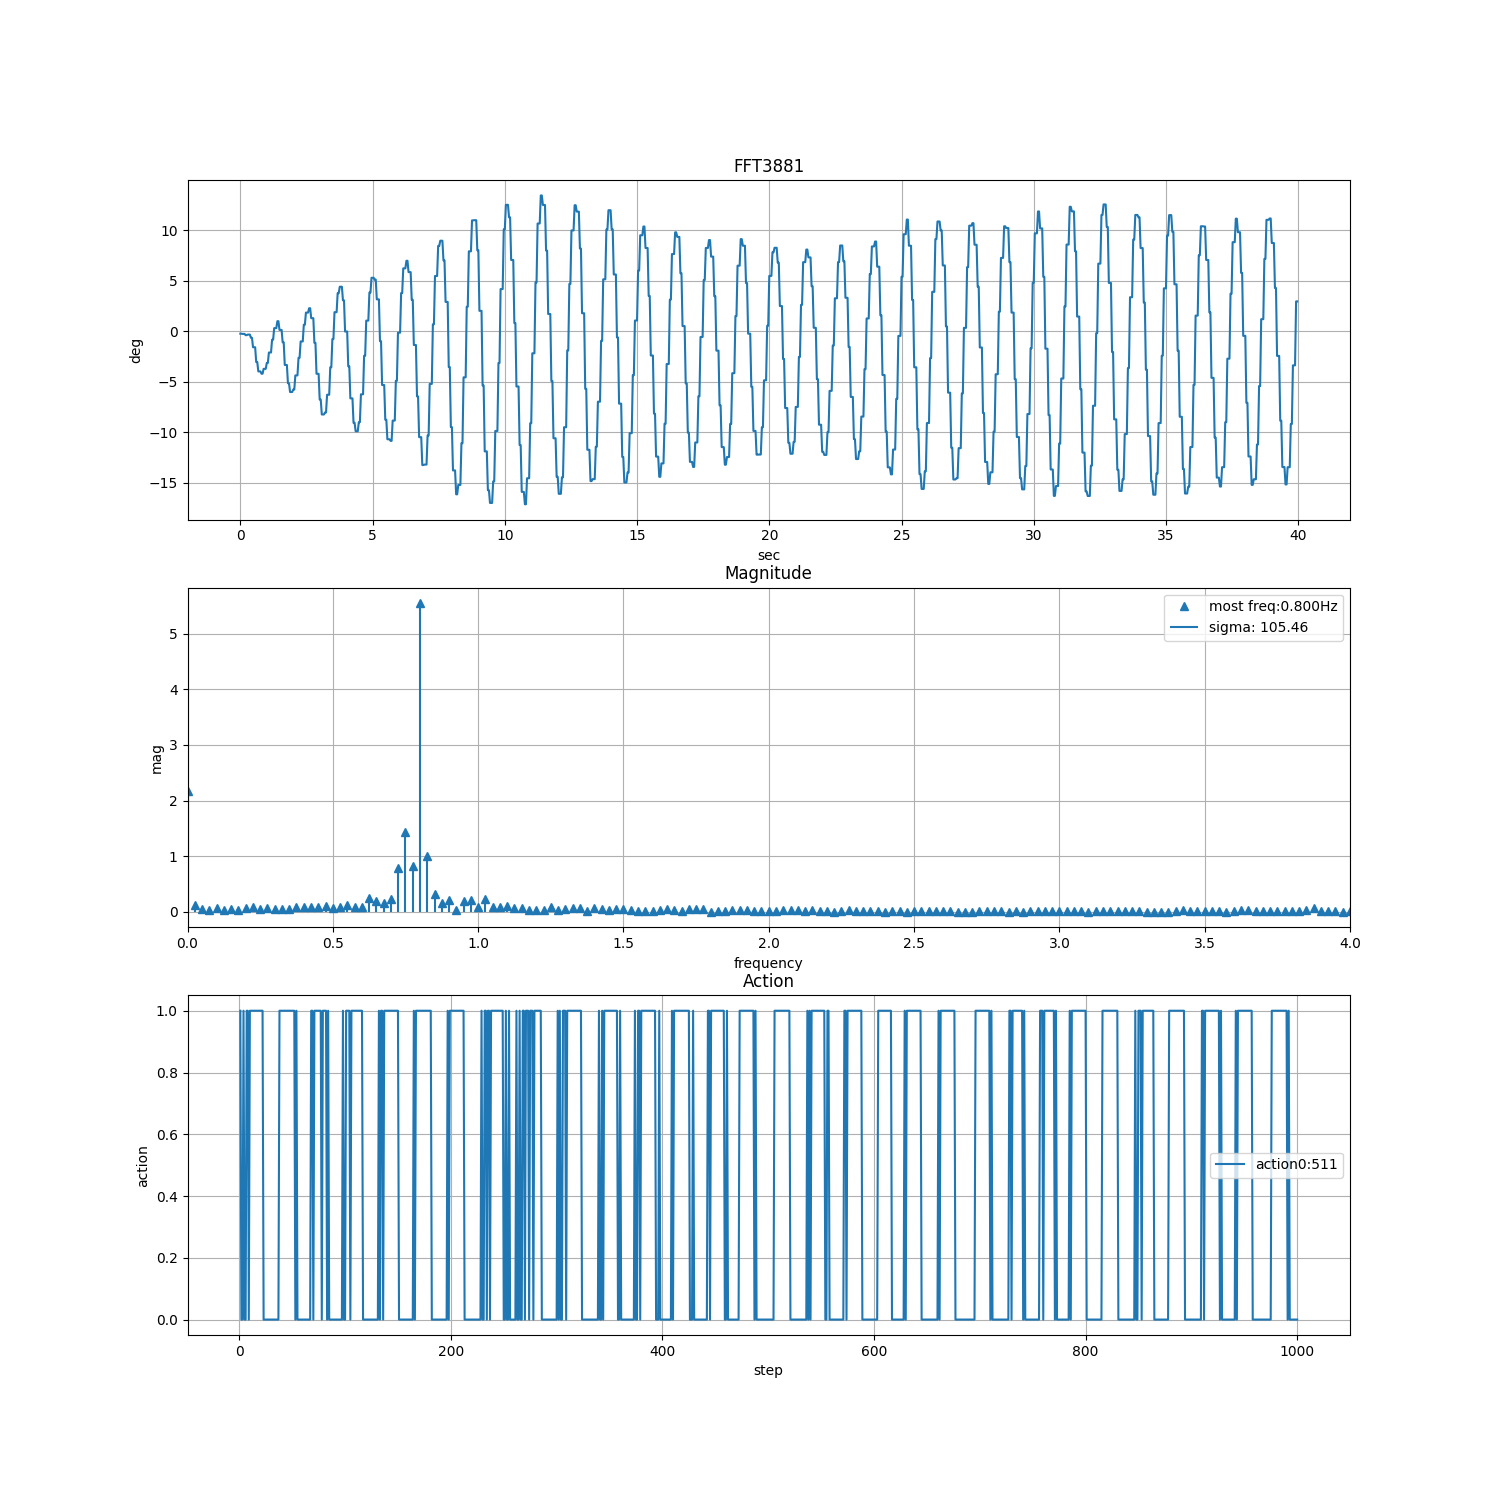 FFT3881
10
5
0
−5
−10
−15
deg
0 5 10 15 20 25 30 35 40
sec
Magnitude
most freq:0.800Hz
sigma: 105.46
5
4
3
2
1
0
mag
0.0 0.5 1.0 1.5 2.0 2.5 3.0 3.5 4.0
frequency
Action
1.0
0.8
0.6
0.4
0.2
0.0
action
action0:511
0 200 400 600 800 1000
step